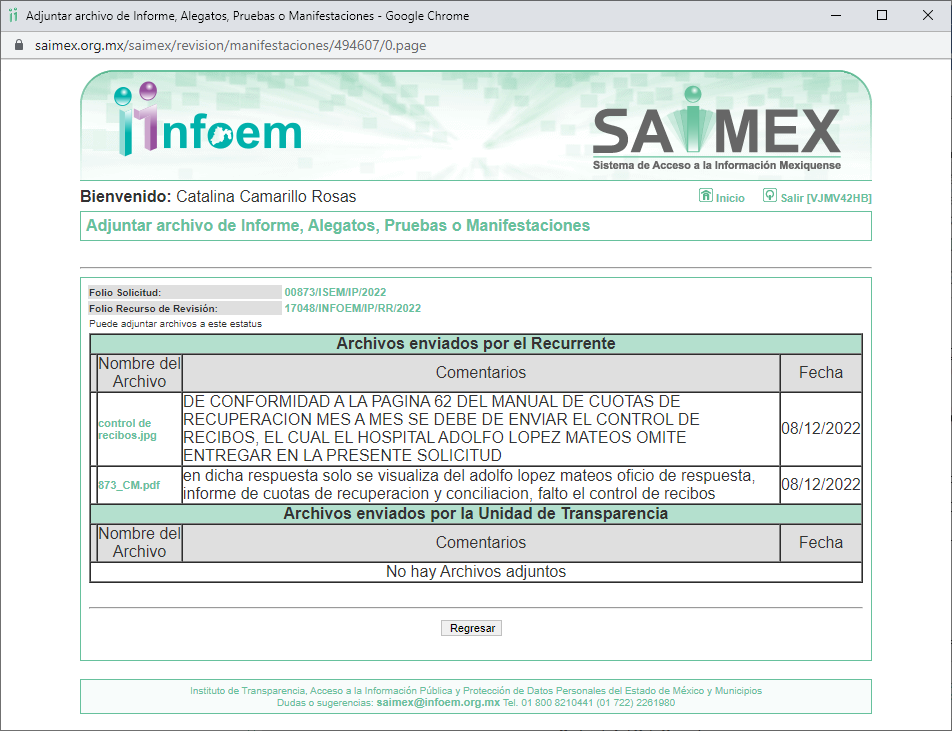 Adjuntar archivo de Informe, Alegatos, Pruebas o Manifestaciones - Google Chrome
saimex.org.mx/saimex/revision/manifestaciones/494607/0.page
infoem
SAIMEX
Sistema de Acceso a la Información Mexiquense
Bienvenido: Catalina Camarillo Rosas
Inicio Salir [VJMV42HB]
Adjuntar archivo de Informe, Alegatos, Pruebas o Manifestaciones
Folio Solicitud: 00873/ISEM/IP/2022
Folio Recurso de Revisión: 17048/INFOEM/IP/RR/2022
Puede adjuntar archivos a este estatus
Archivos enviados por el Recurrente
Nombre del
Archivo
Comentarios
Fecha
control de
recibos.jpg
DE CONFORMIDAD A LA PAGINA 62 DEL MANUAL DE CUOTAS DE
RECUPERACION MES A MES SE DEBE DE ENVIAR EL CONTROL DE
RECIBOS, EL CUAL EL HOSPITAL ADOLFO LOPEZ MATEOS OMITE
ENTREGAR EN LA PRESENTE SOLICITUD
08/12/2022
873_CM.pdf
en dicha respuesta solo se visualiza del adolfo lopez mateos oficio de respuesta,
informe de cuotas de recuperacion y conciliacion, falto el control de recibos
08/12/2022
Archivos enviados por la Unidad de Transparencia
Nombre del
Archivo
Comentarios
Fecha
No hay Archivos adjuntos
Regresar
Instituto de Transparencia, Acceso a la Información Pública y Protección de Datos Personales del Estado de México y Municipios
Dudas o sugerencias: saimex@infoem.org.mx Tel. 01 800 8210441 (01 722) 2261980